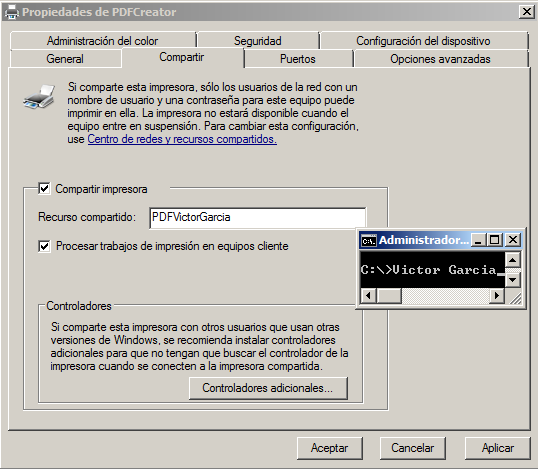 Propiedades de PDFCreator
Administración del color
Seguridad
Configuración del dispositivo
General
Compartir
Puertos
Opciones avanzadas
Si comparte esta impresora, sólo los usuarios de la red con un
nombre de usuario y una contraseña para este equipo puede
imprimir en ella. La impresora no estará disponible cuando el
equipo entre en suspensión. Para cambiar esta configuración,
use Centro de redes y recursos compartidos.
Compartir impresora
Recurso compartido:
PDFVictorGarcia
Procesar trabajos de impresión en equipos cliente
Administrador...
C:\>Victor Garcia_
Controladores
Si comparte esta impresora con otros usuarios que usan otras
versiones de Windows, se recomienda instalar controladores
adicionales para que no tengan que buscar el controlador de la
impresora cuando se conecten a la impresora compartida.
Controladores adicionales...
Aceptar
Cancelar
Aplicar